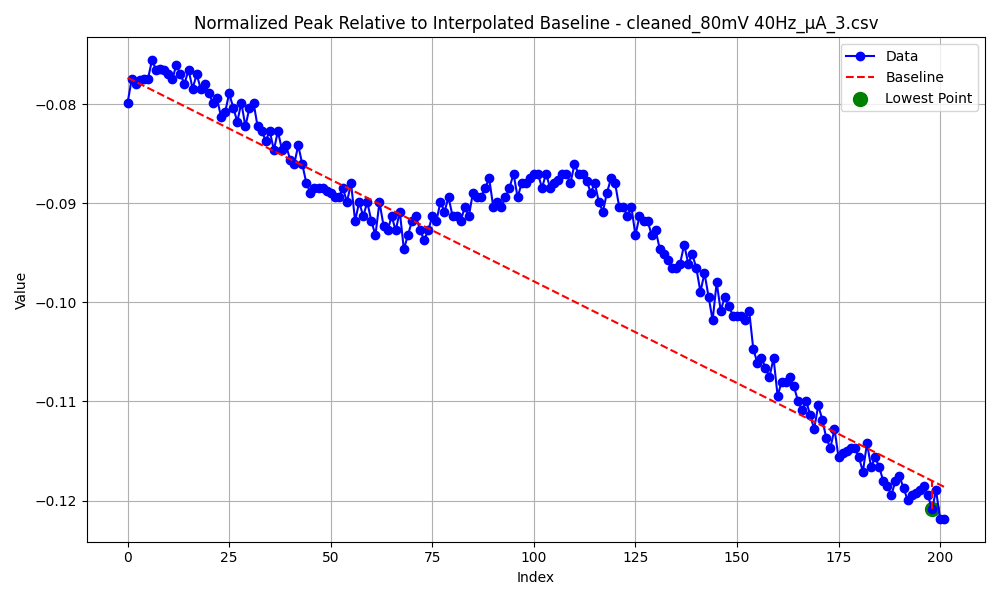 Normalized Peak Relative to Interpolated Baseline - cleaned_80mV 40Hz_μA_3.csv
Data
Baseline
Lowest Point
Value
−0.08
−0.09
−0.10
−0.11
−0.12
0 25 50 75 100 125 150 175 200
Index